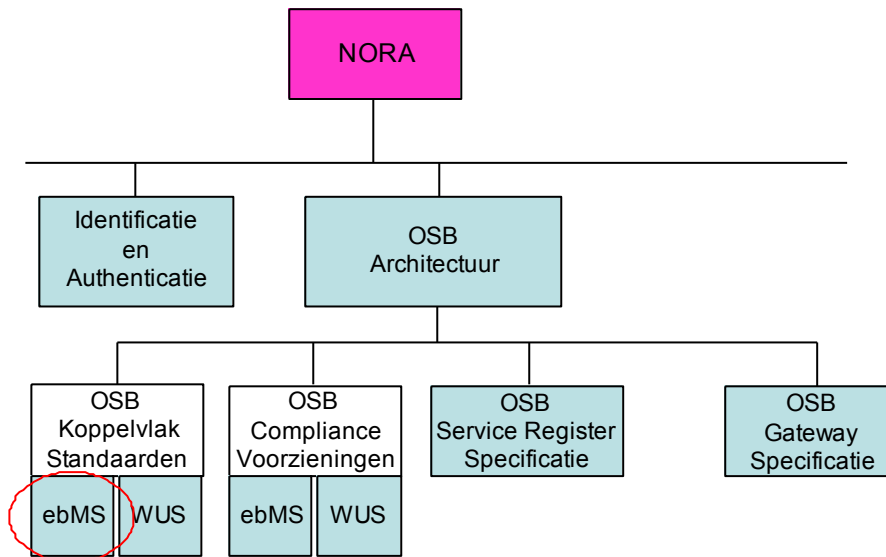 NORA
Identificatie
en
Authenticatie
OSB
Architectuur
OSB
Koppelvlak
Standaarden
ebMS
WUS
OSB
Compliance
Voorzieningen
ebMS
WUS
OSB
Service Register
Specificatie
OSB
Gateway
Specificatie